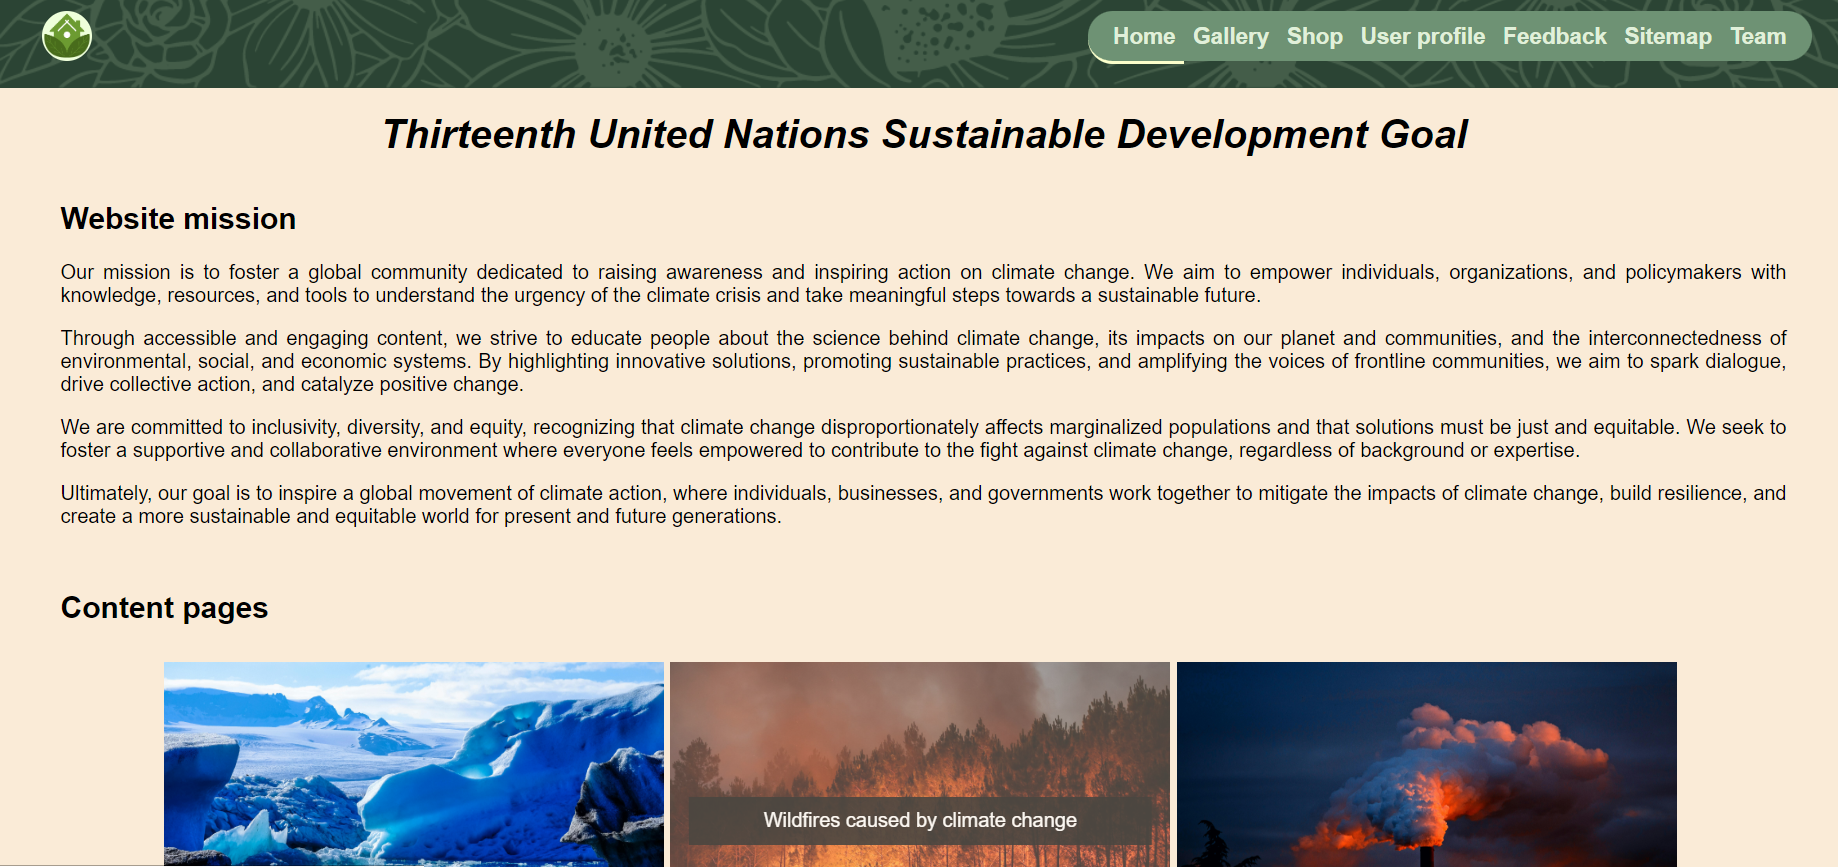 Home Gallery Shop User profile Feedback Sitemap Team
Thirteenth United Nations Sustainable Development Goal
Website mission
Our mission is to foster a global community dedicated to raising awareness and inspiring action on climate change. We aim to empower individuals, organizations, and policymakers with
knowledge, resources, and tools to understand the urgency of the climate crisis and take meaningful steps towards a sustainable future.
Through accessible and engaging content, we strive to educate people about the science behind climate change, its impacts on our planet and communities, and the interconnectedness of
environmental, social, and economic systems. By highlighting innovative solutions, promoting sustainable practices, and amplifying the voices of frontline communities, we aim to spark dialogue,
drive collective action, and catalyze positive change.
We are committed to inclusivity, diversity, and equity, recognizing that climate change disproportionately affects marginalized populations and that solutions must be just and equitable. We seek to
foster a supportive and collaborative environment where everyone feels empowered to contribute to the fight against climate change, regardless of background or expertise.
Ultimately, our goal is to inspire a global movement of climate action, where individuals, businesses, and governments work together to mitigate the impacts of climate change, build resilience, and
create a more sustainable and equitable world for present and future generations.
Content pages
Wildfires caused by climate change